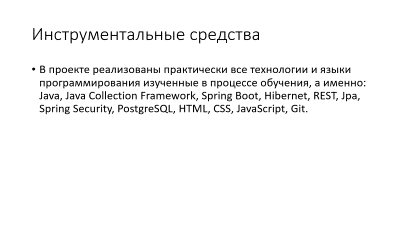 Инструментальные средства
• В проекте реализованы практически все технологии и языки
программирования изученные в процессе обучения, а именно:
Java, Java Collection Framework, Spring Boot, Hibernet, REST, Jpa,
Spring Security, PostgreSQL, HTML, CSS, JavaScript, Git.